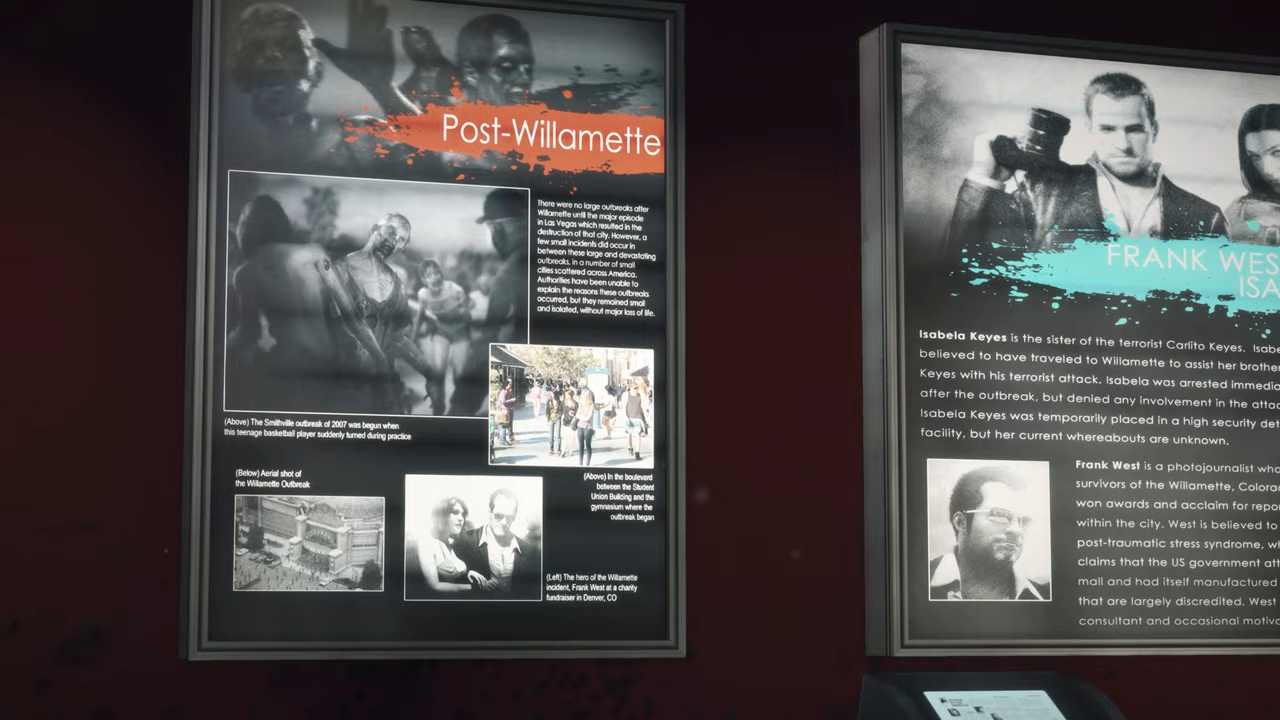 Post-Willamette
There were no large outbreaks after
Willamette until the major episode
in Las Vegas which resulted in the
destruction of that city. However, a
few small incidents did occur in
between these large and devastating
outbreaks, in a number of small
cities scattered across America.
Authorities have been unable to
explain the reasons these outbreaks
occurred, but they remained small
and isolated, without major loss of life.
(Above) The Smithville outbreak of 2007 was begun when
this teenage basketball player suddenly turned during practice
(Above) In the boulevard
between the Student
Union Building and the
gymnasium where the
outbreak began
(Below) Aerial shot of
the Willamette Outbreak
(Left) The hero of the Willamette
incident, Frank West at a charity
fundraiser in Denver, CO
FRANK WES
ISA
Isabela Keyes is the sister of the terrorist Carlito Keyes. Isabe
believed to have traveled to Willamette to assist her brothe
Keyes with his terrorist attack. Isabela was arrested immedia
after the outbreak, but denied any involvement in the attac
Isabela Keyes was temporarily placed in a high security det
facility, but her current whereabouts are unknown.
Frank West is a photojournalist who
survivors of the Willamette, Colorad
won awards and acclaim for repor
within the city. West is believed to
post-traumatic stress syndrome, wh
claims that the US government att
mall and had itself manufactured
that are largely discredited. West
consultant and occasional motiva